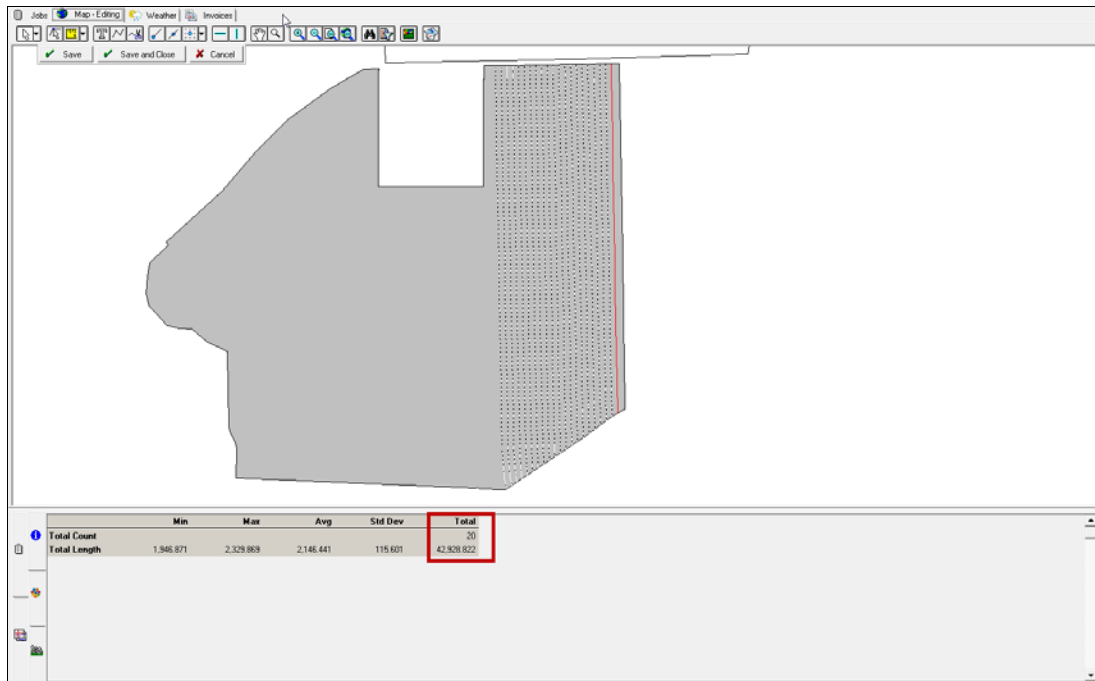 Jobs Map - Editing Weather Invoices
Save Save and Close Cancel
Min Max Avg Std Dev Total
Total Count 20
Total Length 1,946.871 2,329.869 2,146.441 115.601 42,928.822